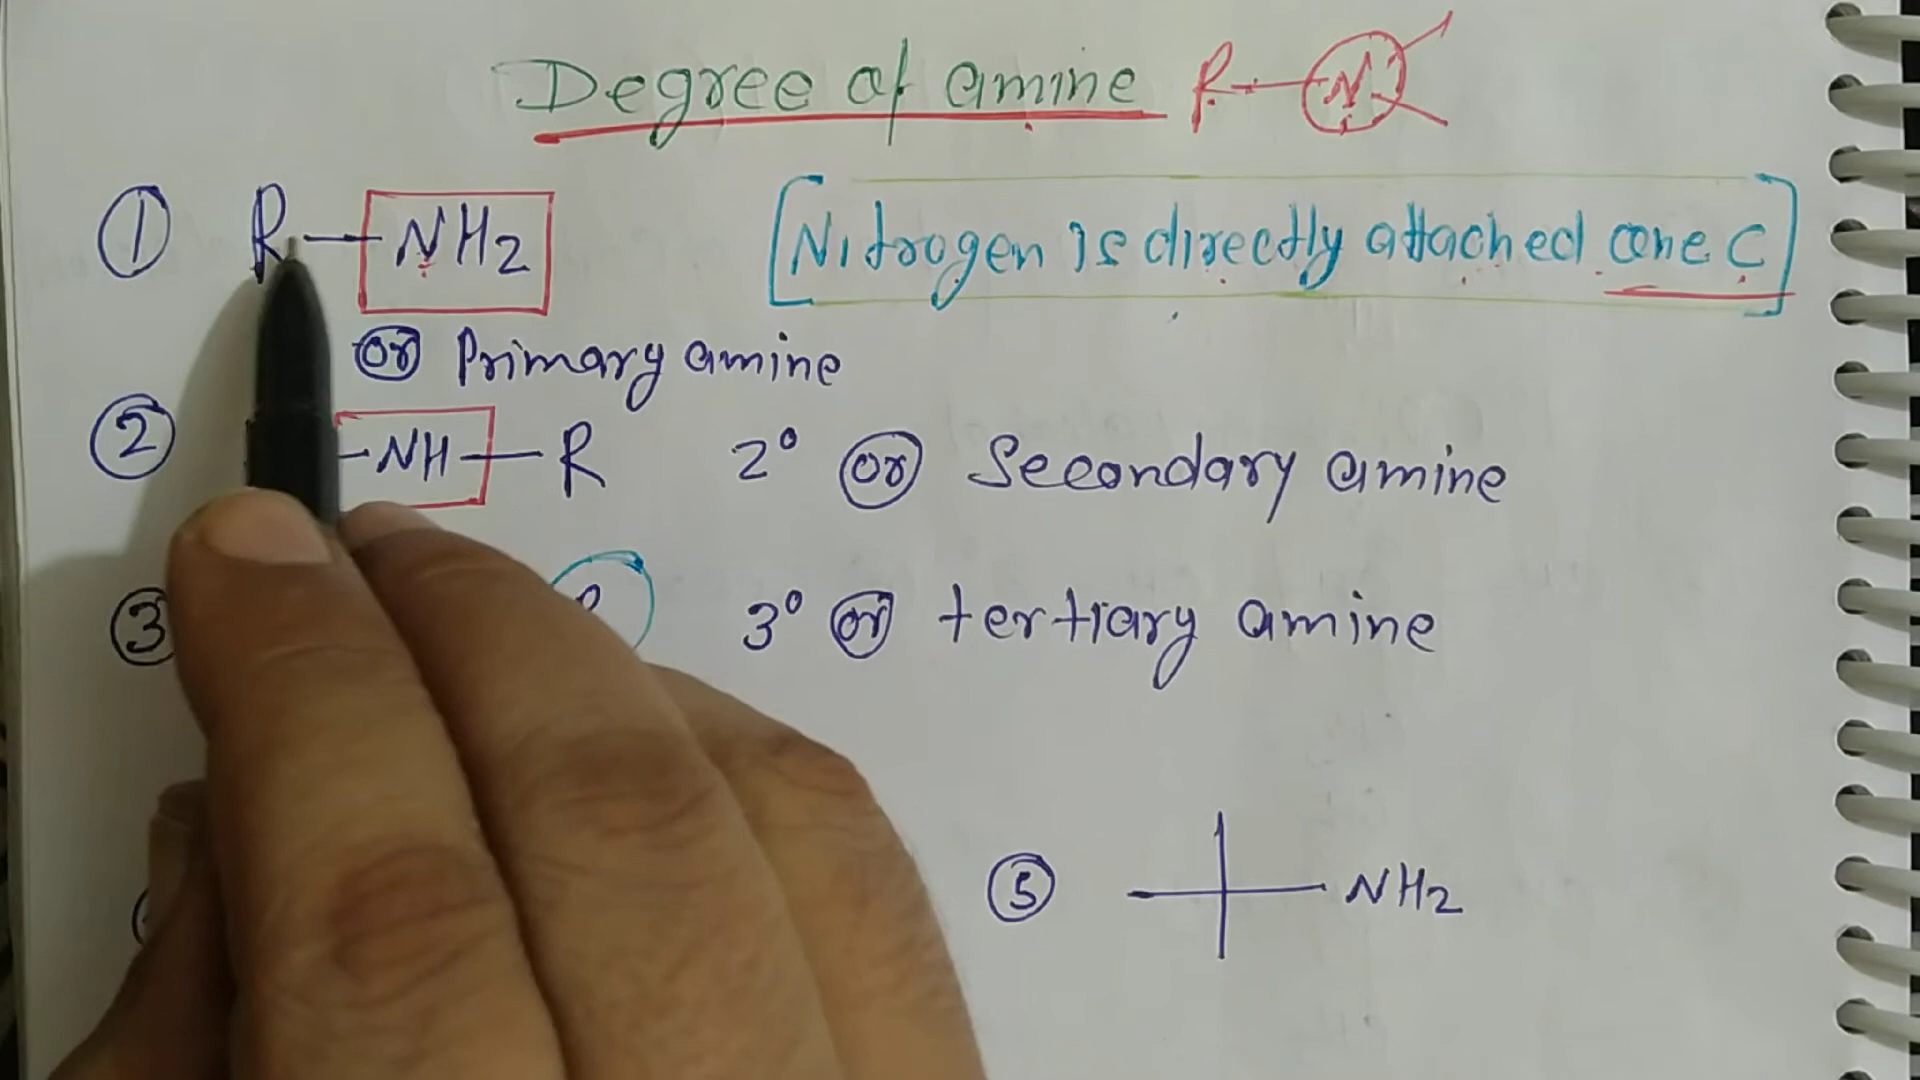 Degree of amine R-N
① R-NH2 [Nitrogen is directly attached one C]
or Primary amine
② -NH-R 2° or Secondary amine
③ 3° or tertiary amine
⑤ NH2